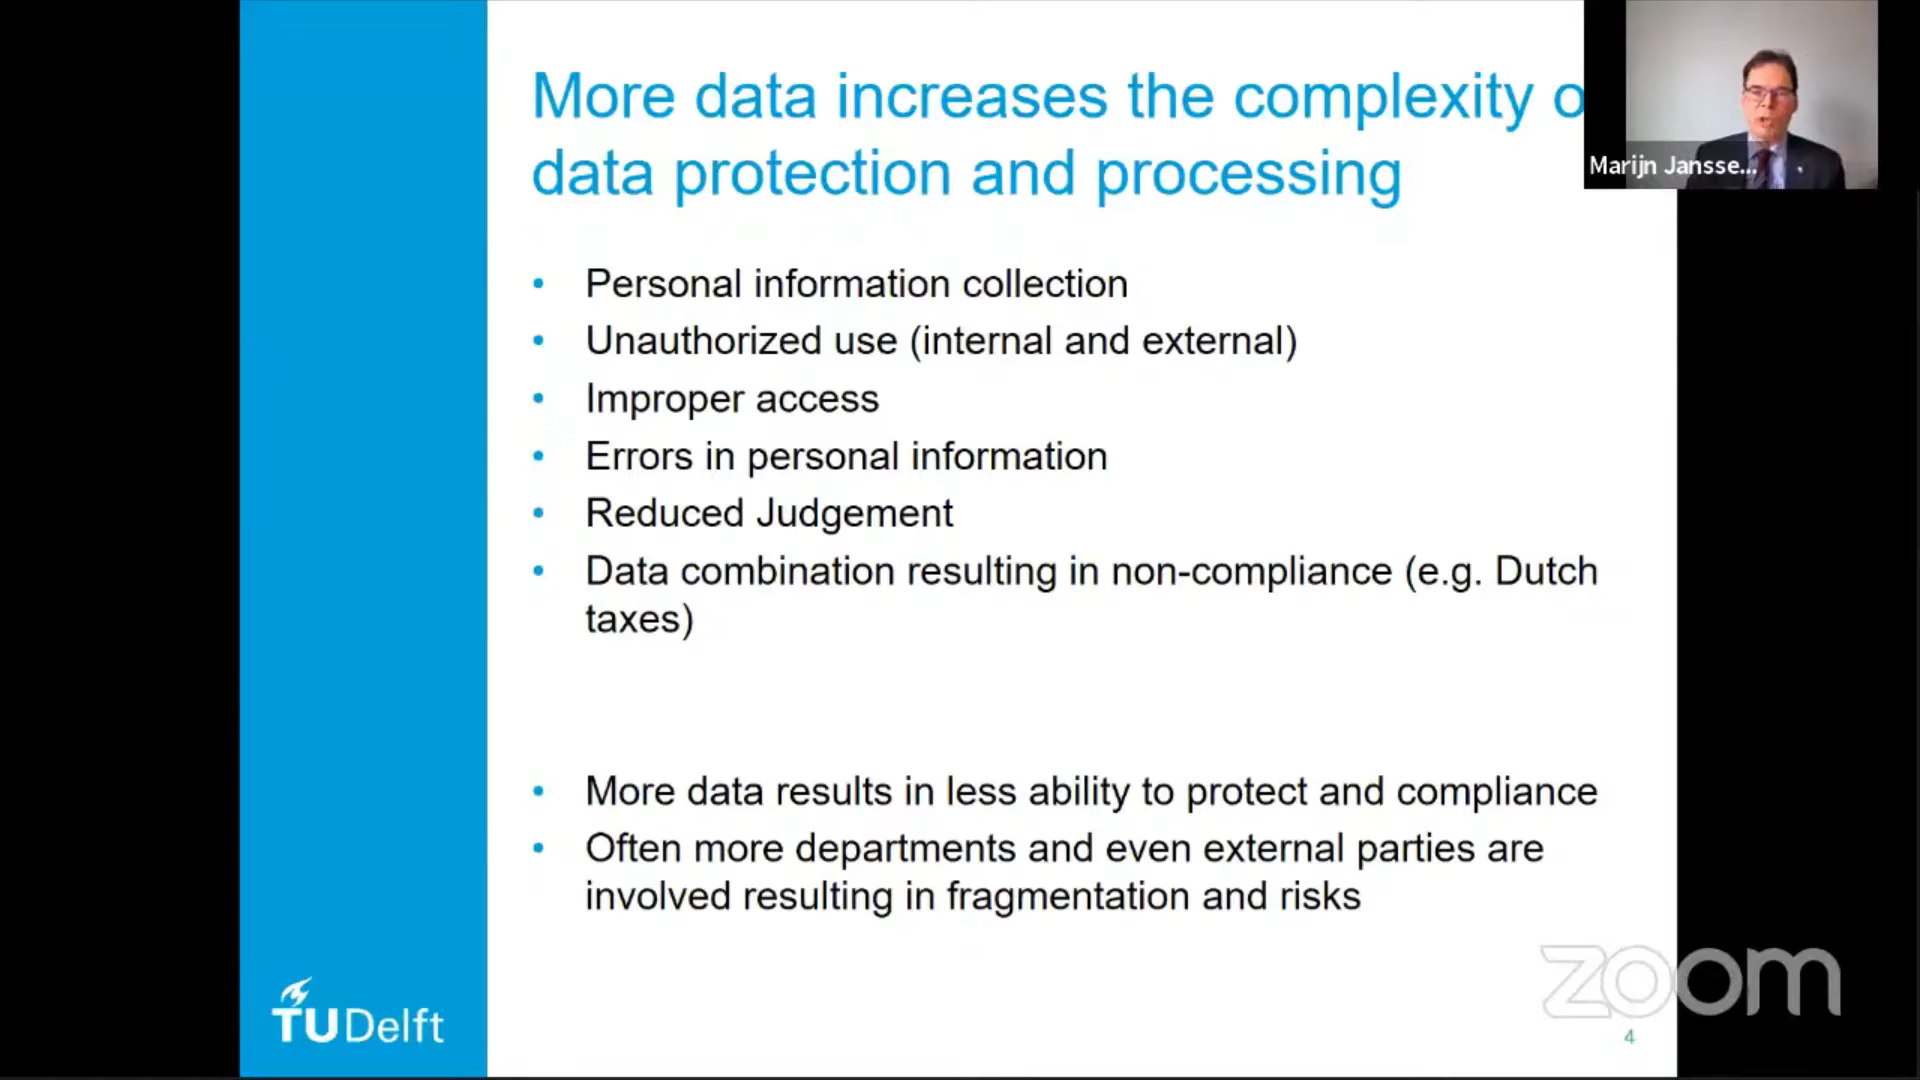 More data increases the complexity o
data protection and processing
Marijn Jansse...
• Personal information collection
• Unauthorized use (internal and external)
• Improper access
• Errors in personal information
• Reduced Judgement
• Data combination resulting in non-compliance (e.g. Dutch
taxes)
• More data results in less ability to protect and compliance
• Often more departments and even external parties are
involved resulting in fragmentation and risks
TUDelft
zoom
4